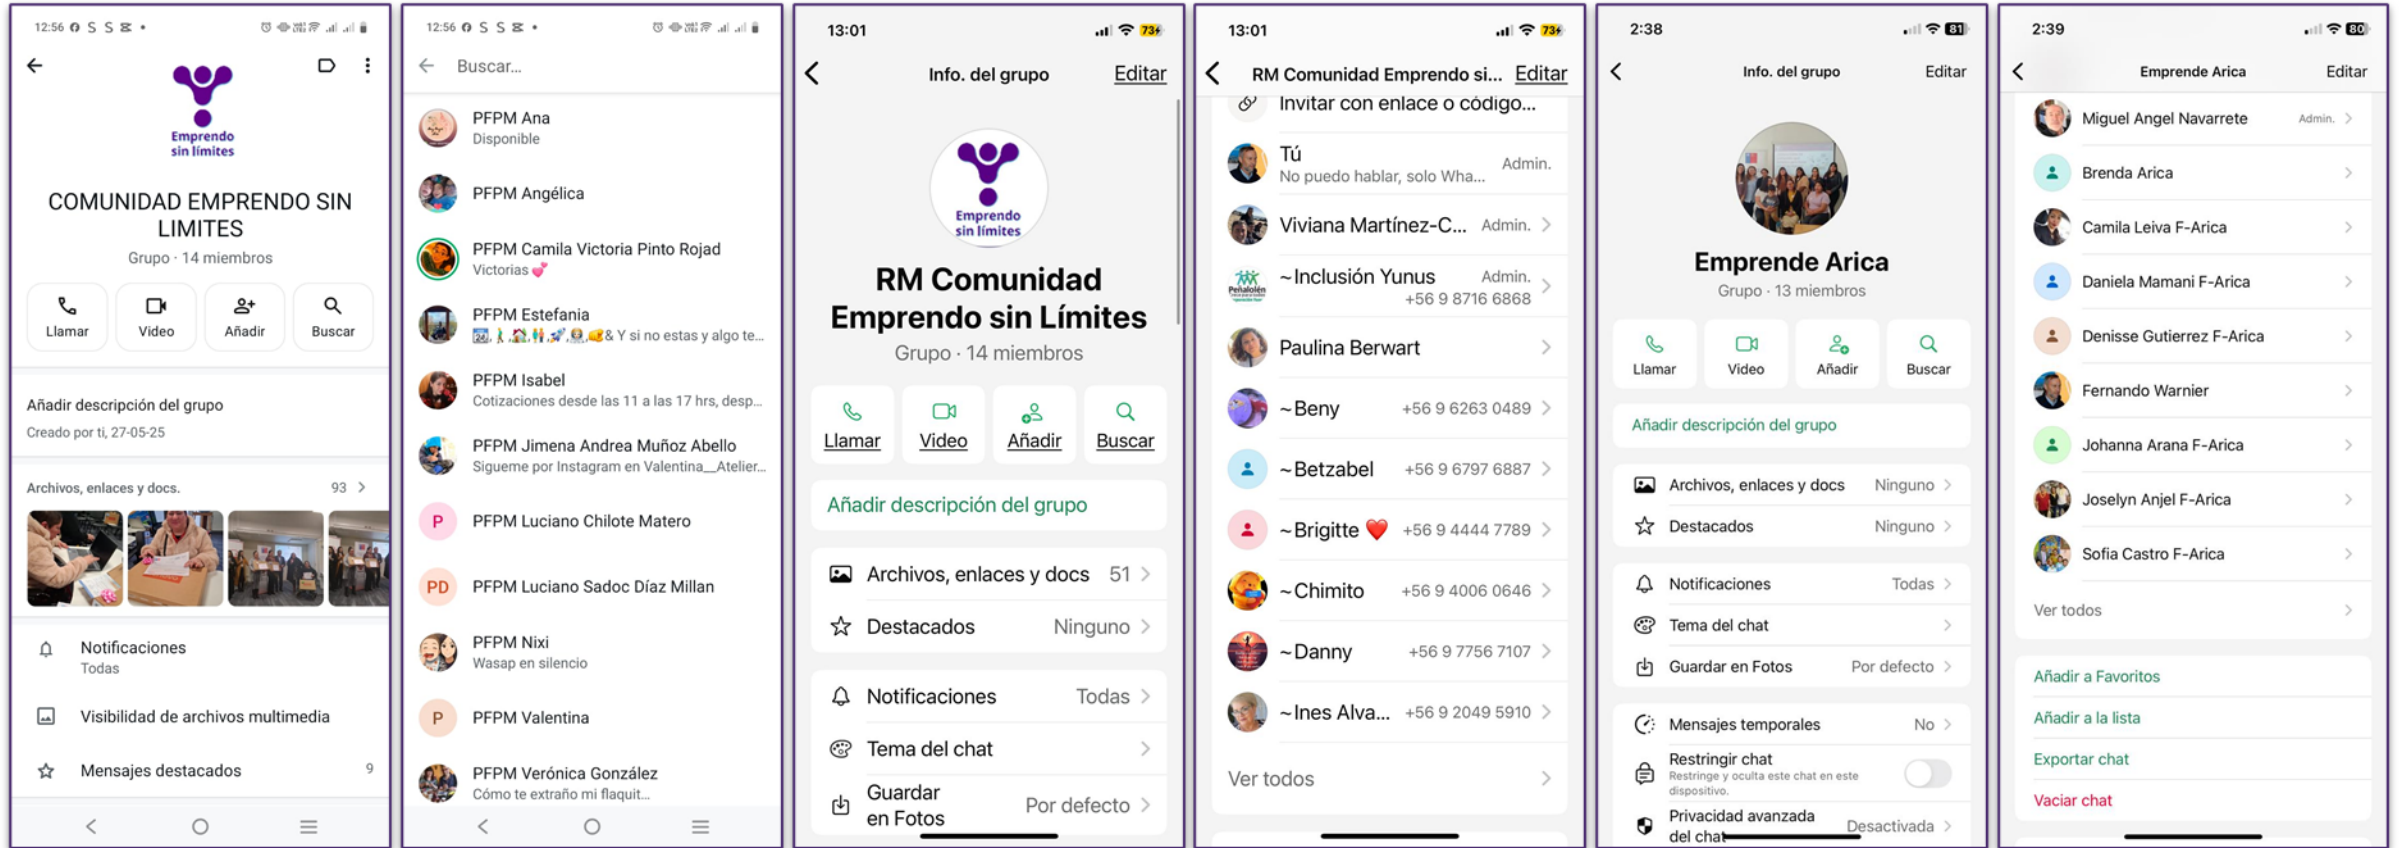 12:56
Emprendo
sin límites
COMUNIDAD EMPRENDO SIN
LIMITES
Grupo · 14 miembros
Llamar
Video
Añadir
Buscar
Añadir descripción del grupo
Creado por ti, 27-05-25
Archivos, enlaces y docs.
93
Notificaciones
Todas
Visibilidad de archivos multimedia
Mensajes destacados
9
12:56
Buscar...
PFPM Ana
Disponible
PFPM Angélica
PFPM Camila Victoria Pinto Rojad
Victorias 💕
PFPM Estefania
& Y si no estas y algo te...
PFPM Isabel
Cotizaciones desde las 11 a las 17 hrs, desp...
PFPM Jimena Andrea Muñoz Abello
Sigueme por Instagram en Valentina__Atelier...
P
PFPM Luciano Chilote Matero
PD
PFPM Luciano Sadoc Díaz Millan
PFPM Nixi
Wasap en silencio
P
PFPM Valentina
PFPM Verónica González
Cómo te extraño mi flaquit...
13:01
73
Info. del grupo
Editar
Emprendo
sin límites
RM Comunidad
Emprendo sin Límites
Grupo · 14 miembros
Llamar
Video
Añadir
Buscar
Añadir descripción del grupo
Archivos, enlaces y docs
51
Destacados
Ninguno
Notificaciones
Todas
Tema del chat
Guardar
en Fotos
Por defecto
13:01
73
RM Comunidad Emprendo si...
Editar
Invitar con enlace o código...
Tú
No puedo hablar, solo Wha...
Admin.
Viviana Martínez-C...
Admin.
Peñalolén
~Inclusión Yunus
Admin.
+56 9 8716 6868
Paulina Berwart
~Beny
+56 9 6263 0489
~Betzabel
+56 9 6797 6887
~Brigitte ❤️
+56 9 4444 7789
~Chimito
+56 9 4006 0646
~Danny
+56 9 7756 7107
~Ines Alva...
+56 9 2049 5910
Ver todos
2:38
81
Info. del grupo
Editar
Emprende Arica
Grupo · 13 miembros
Llamar
Video
Añadir
Buscar
Añadir descripción del grupo
Archivos, enlaces y docs
Ninguno
Destacados
Ninguno
Notificaciones
Todas
Tema del chat
Guardar en Fotos
Por defecto
Mensajes temporales
No
Restringir chat
Restringe y oculta este chat en este
dispositivo.
Privacidad avanzada
del chat
Desactivada
2:39
80
Emprende Arica
Editar
Miguel Angel Navarrete
Admin.
Brenda Arica
Camila Leiva F-Arica
Daniela Mamani F-Arica
Denisse Gutierrez F-Arica
Fernando Warnier
Johanna Arana F-Arica
Joselyn Anjel F-Arica
Sofia Castro F-Arica
Ver todos
Añadir a Favoritos
Añadir a la lista
Exportar chat
Vaciar chat